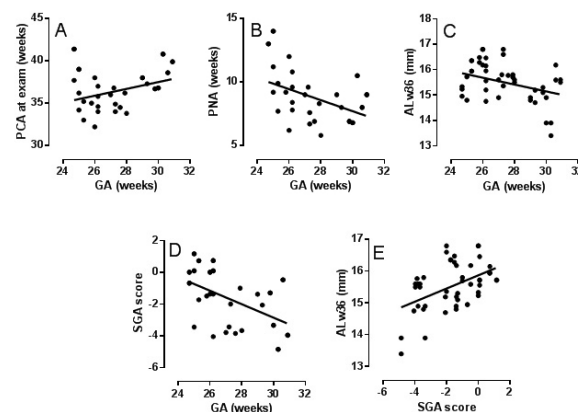 A
PCA at exam (weeks)
45
40
35
30
22 24 26 28 30 32
GA (weeks)
B
PNA (weeks)
15
10
5
22 24 26 28 30 32
GA (weeks)
C
ALw36 (mm)
17
16
15
14
13
22 24 26 28 30 32
GA (weeks)
D
SGA score
2
0
-2
-4
-6
24 26 28 30 32
GA (weeks)
E
ALw36 (mm)
17
16
15
14
13
-6 -4 -2 0 2
SGA score